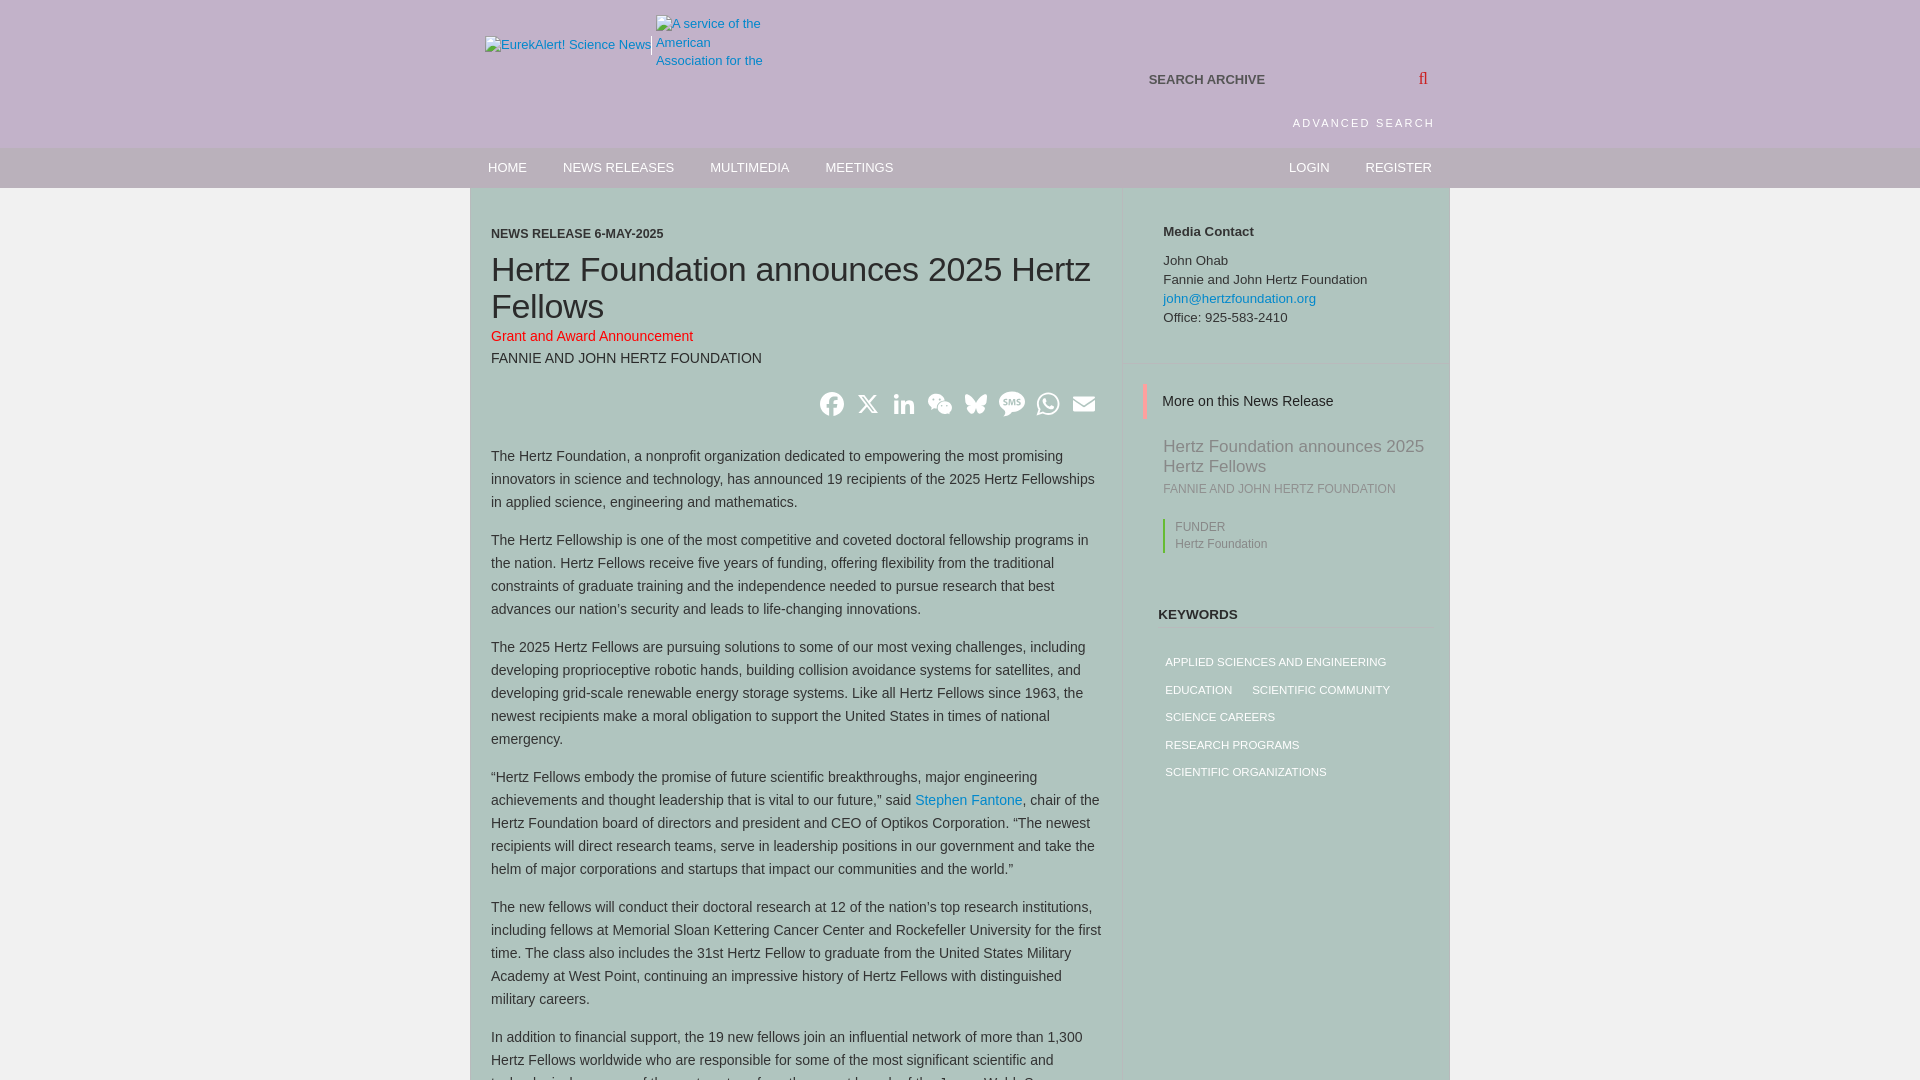 EurekAlert! Science News
A service of the
American
Association for the
SEARCH ARCHIVE
ADVANCED SEARCH
HOME NEWS RELEASES MULTIMEDIA MEETINGS LOGIN REGISTER
NEWS RELEASE 6-MAY-2025
Hertz Foundation announces 2025 Hertz
Fellows
Grant and Award Announcement
FANNIE AND JOHN HERTZ FOUNDATION
SMS
The Hertz Foundation, a nonprofit organization dedicated to empowering the most promising
innovators in science and technology, has announced 19 recipients of the 2025 Hertz Fellowships
in applied science, engineering and mathematics.
The Hertz Fellowship is one of the most competitive and coveted doctoral fellowship programs in
the nation. Hertz Fellows receive five years of funding, offering flexibility from the traditional
constraints of graduate training and the independence needed to pursue research that best
advances our nation’s security and leads to life-changing innovations.
The 2025 Hertz Fellows are pursuing solutions to some of our most vexing challenges, including
developing proprioceptive robotic hands, building collision avoidance systems for satellites, and
developing grid-scale renewable energy storage systems. Like all Hertz Fellows since 1963, the
newest recipients make a moral obligation to support the United States in times of national
emergency.
“Hertz Fellows embody the promise of future scientific breakthroughs, major engineering
achievements and thought leadership that is vital to our future,” said Stephen Fantone, chair of the
Hertz Foundation board of directors and president and CEO of Optikos Corporation. “The newest
recipients will direct research teams, serve in leadership positions in our government and take the
helm of major corporations and startups that impact our communities and the world.”
The new fellows will conduct their doctoral research at 12 of the nation’s top research institutions,
including fellows at Memorial Sloan Kettering Cancer Center and Rockefeller University for the first
time. The class also includes the 31st Hertz Fellow to graduate from the United States Military
Academy at West Point, continuing an impressive history of Hertz Fellows with distinguished
military careers.
In addition to financial support, the 19 new fellows join an influential network of more than 1,300
Hertz Fellows worldwide who are responsible for some of the most significant scientific and
Media Contact
John Ohab
Fannie and John Hertz Foundation
john@hertzfoundation.org
Office: 925-583-2410
More on this News Release
Hertz Foundation announces 2025
Hertz Fellows
FANNIE AND JOHN HERTZ FOUNDATION
FUNDER
Hertz Foundation
KEYWORDS
APPLIED SCIENCES AND ENGINEERING
EDUCATION SCIENTIFIC COMMUNITY
SCIENCE CAREERS
RESEARCH PROGRAMS
SCIENTIFIC ORGANIZATIONS